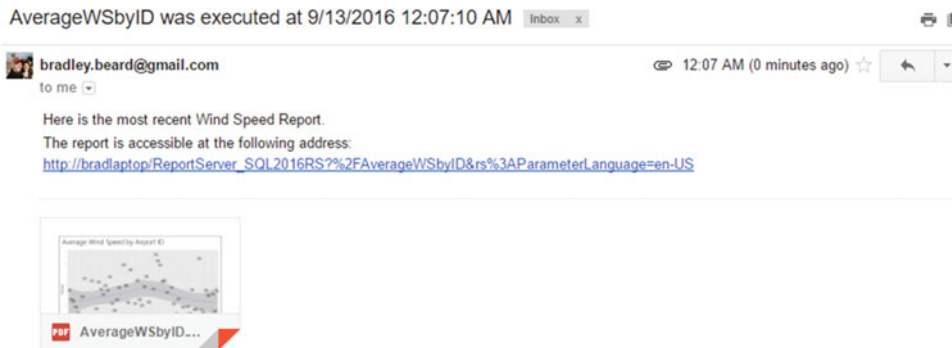 AverageWSbyID was executed at 9/13/2016 12:07:10 AM Inbox x
bradley.beard@gmail.com 12:07 AM (0 minutes ago)
to me
Here is the most recent Wind Speed Report.
The report is accessible at the following address:
http://bradlaptop/ReportServer_SQL2016RS?%2FAverageWSbyID&rs%3AParameterLanguage=en-US
Average Wind Speed by Airport ID
PDF AverageWSbyID....